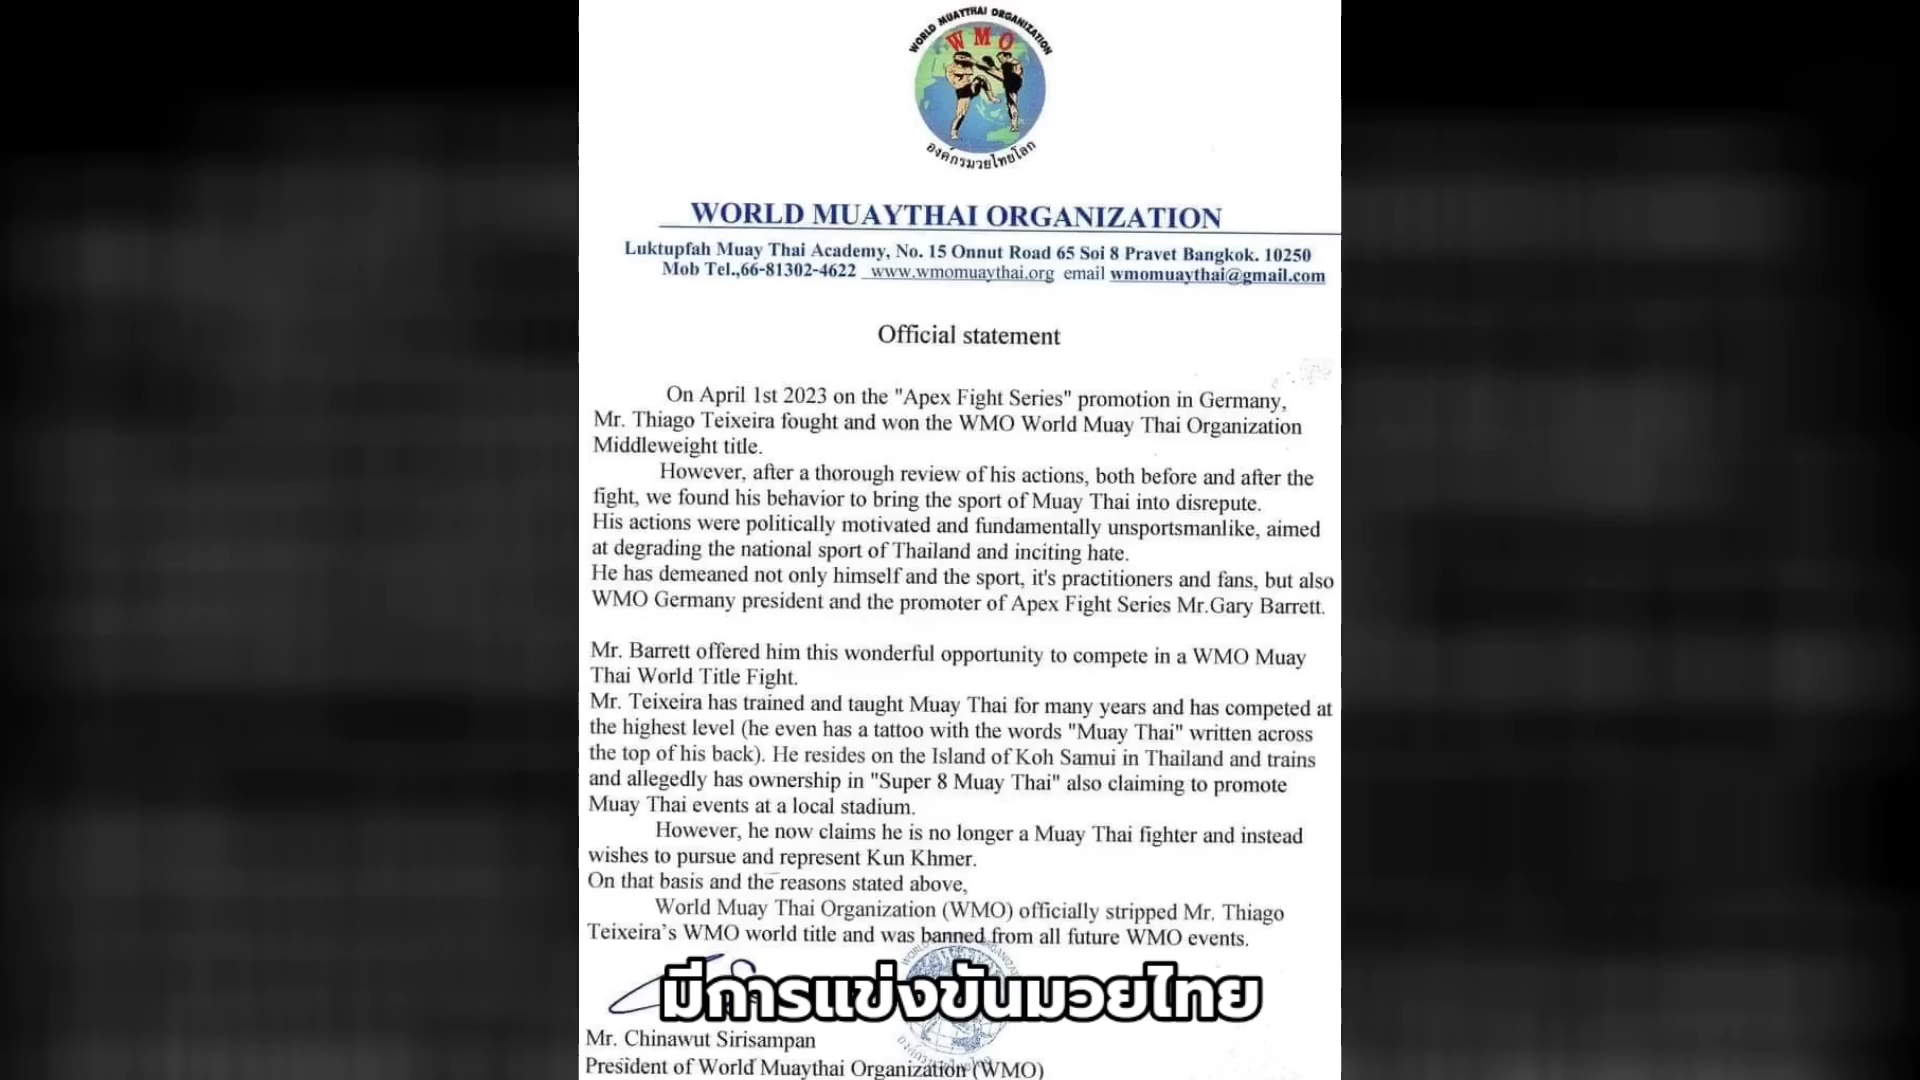 WORLD MUAYTHAI ORGANIZATION
WMO
องค์กรมวยไทยโลก
WORLD MUAYTHAI ORGANIZATION
Luktupfah Muay Thai Academy, No. 15 Onnut Road 65 Soi 8 Pravet Bangkok. 10250
Mob Tel.,66-81302-4622 www.wmomuaythai.org email wmomuaythai@gmail.com
Official statement
On April 1st 2023 on the "Apex Fight Series" promotion in Germany,
Mr. Thiago Teixeira fought and won the WMO World Muay Thai Organization
Middleweight title.
However, after a thorough review of his actions, both before and after the
fight, we found his behavior to bring the sport of Muay Thai into disrepute.
His actions were politically motivated and fundamentally unsportsmanlike, aimed
at degrading the national sport of Thailand and inciting hate.
He has demeaned not only himself and the sport, it's practitioners and fans, but also
WMO Germany president and the promoter of Apex Fight Series Mr.Gary Barrett.
Mr. Barrett offered him this wonderful opportunity to compete in a WMO Muay
Thai World Title Fight.
Mr. Teixeira has trained and taught Muay Thai for many years and has competed at
the highest level (he even has a tattoo with the words "Muay Thai" written across
the top of his back). He resides on the Island of Koh Samui in Thailand and trains
and allegedly has ownership in "Super 8 Muay Thai" also claiming to promote
Muay Thai events at a local stadium.
However, he now claims he is no longer a Muay Thai fighter and instead
wishes to pursue and represent Kun Khmer.
On that basis and the reasons stated above,
World Muay Thai Organization (WMO) officially stripped Mr. Thiago
Teixeira's WMO world title and was banned from all future WMO events.
มีการแข่งขันมวยไทย
Mr. Chinawut Sirisampan
President of World Muaythai Organization (WMO)